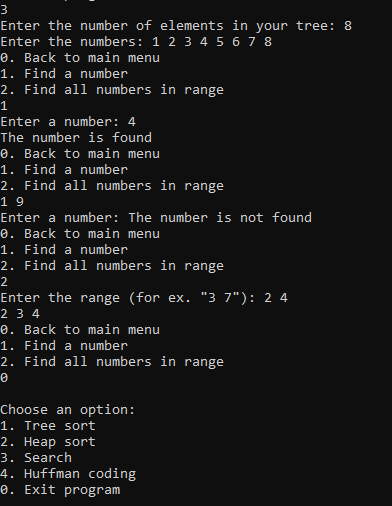 3
Enter the number of elements in your tree: 8
Enter the numbers: 1 2 3 4 5 6 7 8
0. Back to main menu
1. Find a number
2. Find all numbers in range
1
Enter a number: 4
The number is found
0. Back to main menu
1. Find a number
2. Find all numbers in range
1 9
Enter a number: The number is not found
0. Back to main menu
1. Find a number
2. Find all numbers in range
2
Enter the range (for ex. "3 7"): 2 4
2 3 4
0. Back to main menu
1. Find a number
2. Find all numbers in range
0
Choose an option:
1. Tree sort
2. Heap sort
3. Search
4. Huffman coding
0. Exit program